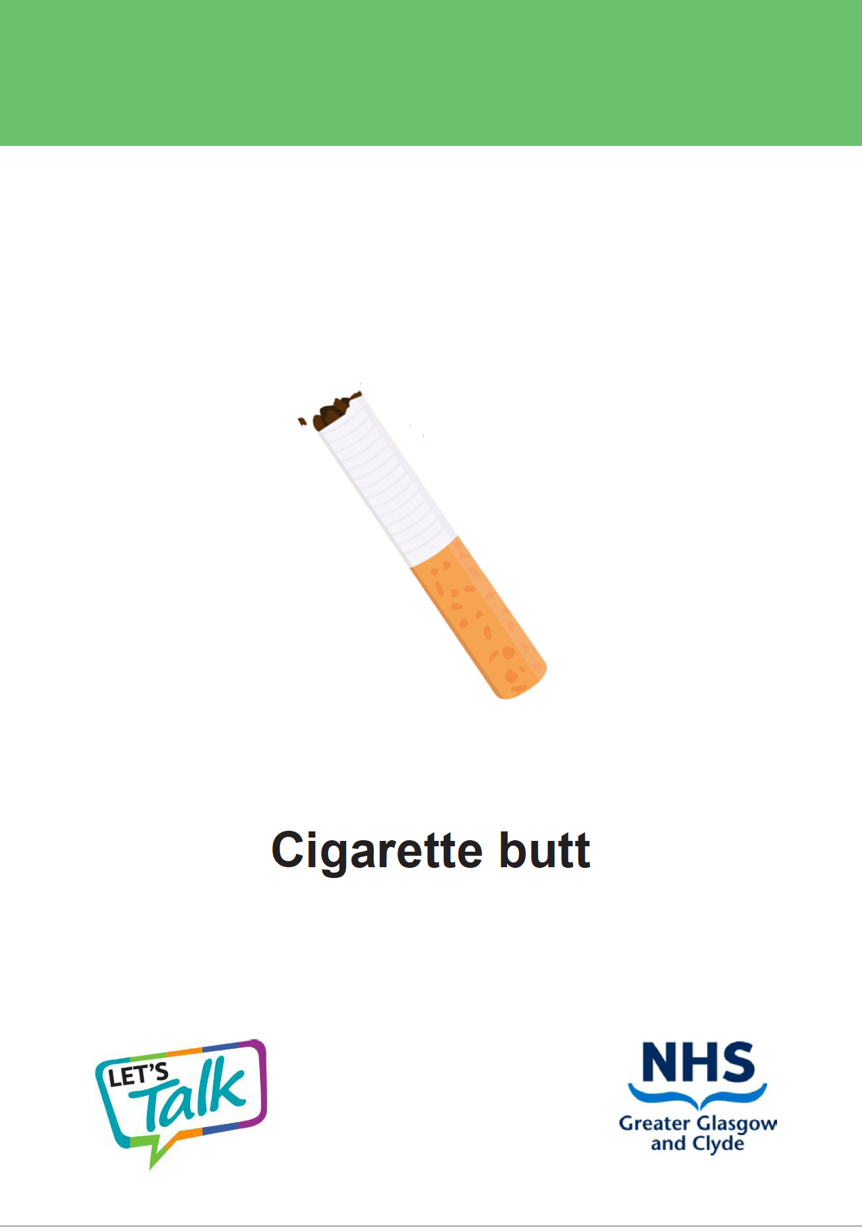 Cigarette butt
LET'S
Talk
NHS
Greater Glasgow
and Clyde